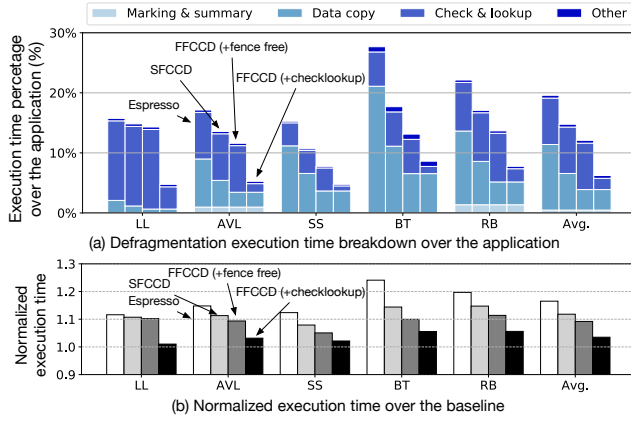 Marking & summary Data copy Check & lookup Other
Execution time percetage
over the application (%)
30%
20%
10%
0%
FFCCD (+fence free)
SFCCD
FFCCD (+checklookup)
Espresso
LL AVL SS BT RB Avg.
(a) Defragmentation execution time breakdown over the application
Normalized
execution time
1.3
1.2
1.1
1.0
0.9
FFCCD (+fence free)
SFCCD
Espresso
FFCCD (+checklookup)
LL AVL SS BT RB Avg.
(b) Normalized execution time over the baseline